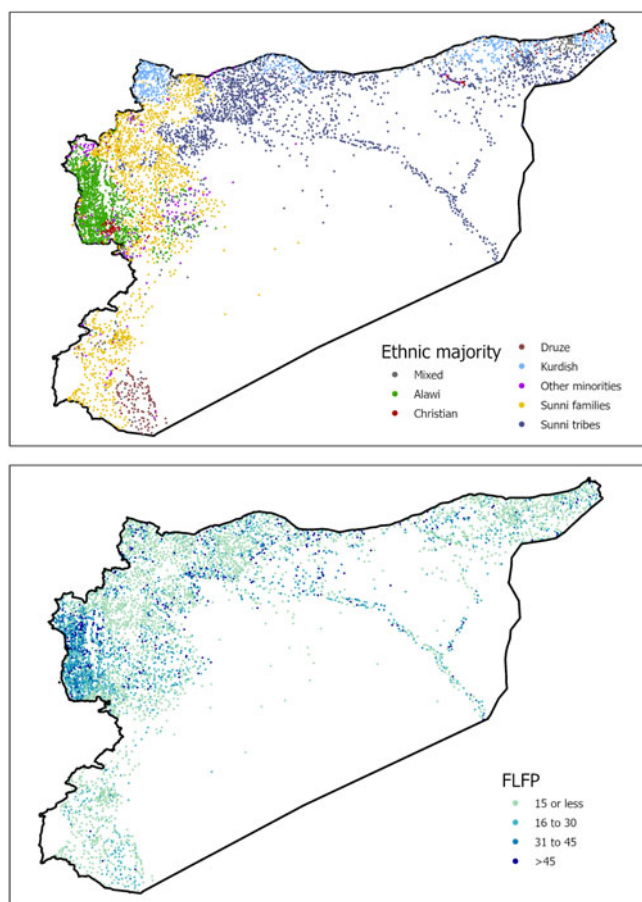 Ethnic majority
Mixed
Alawi
Christian
Druze
Kurdish
Other minorities
Sunni families
Sunni tribes
FLFP
15 or less
16 to 30
31 to 45
>45